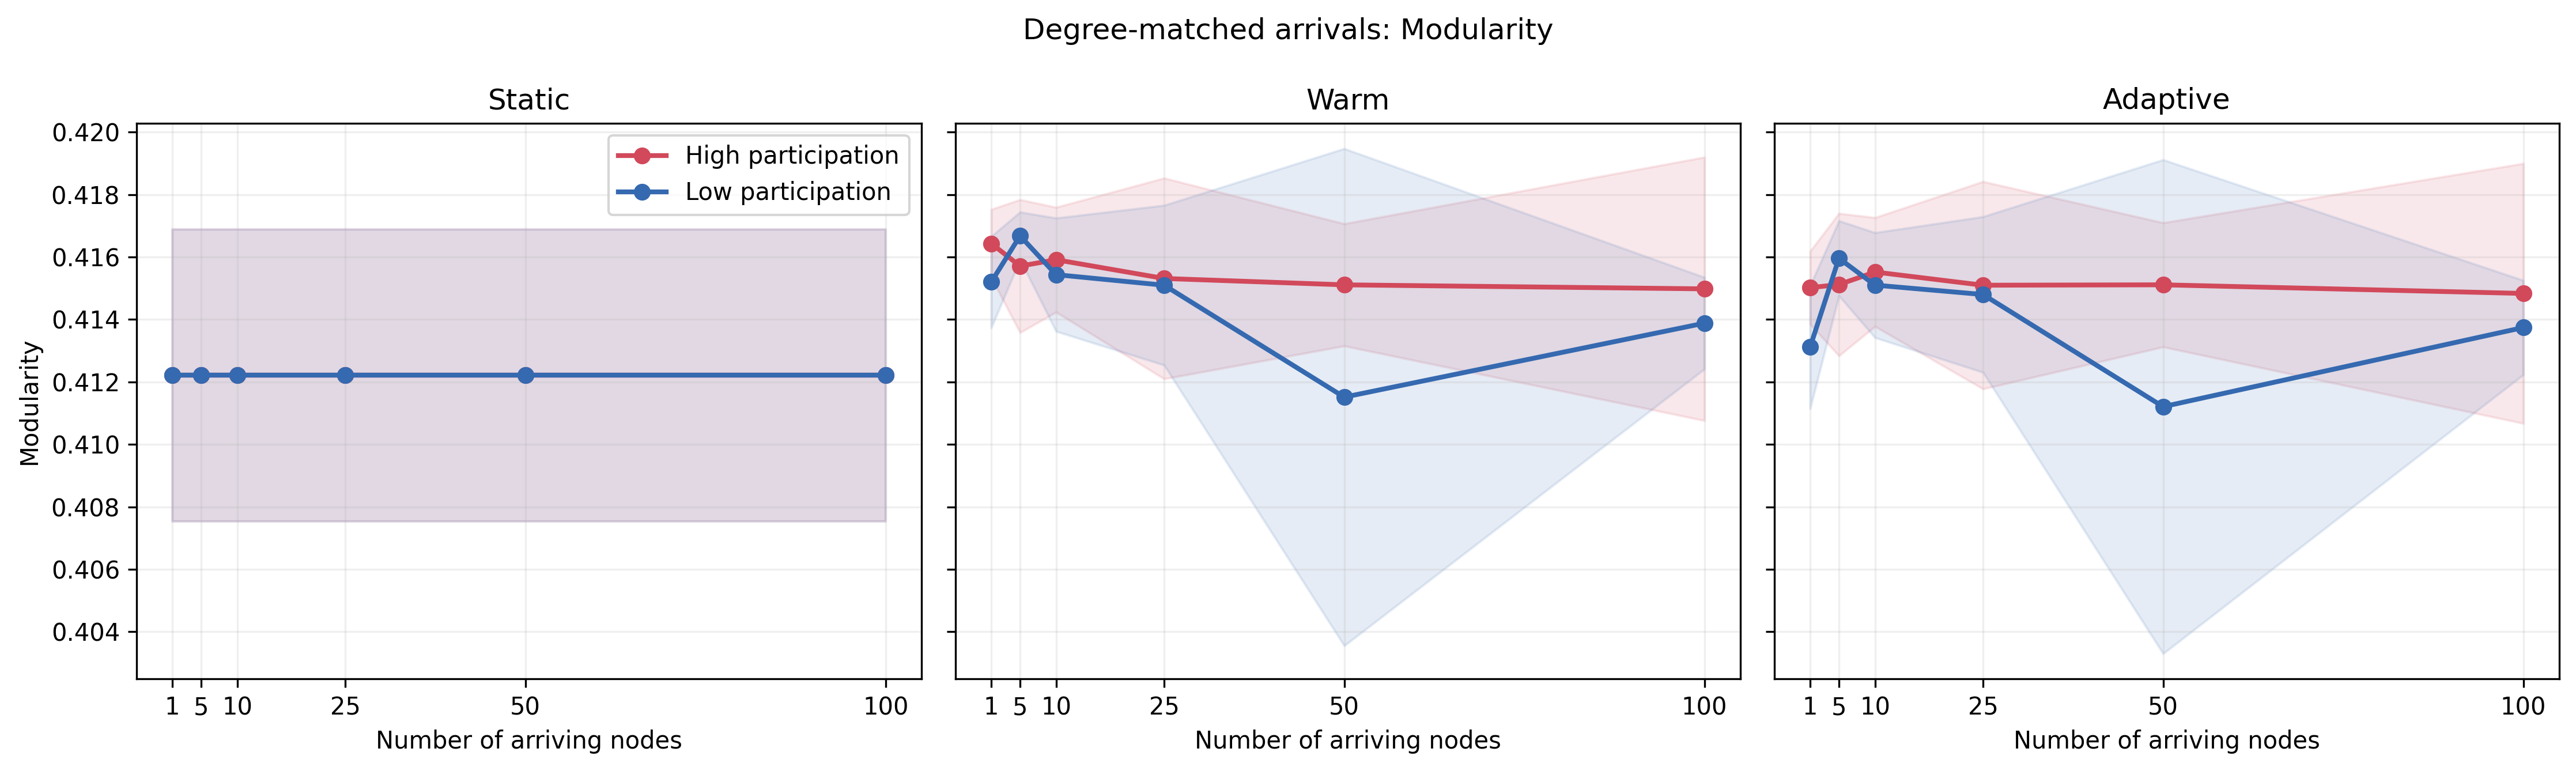 Degree-matched arrivals: Modularity
Static
Warm
Adaptive
High participation
Low participation
Modularity
0.420
0.418
0.416
0.414
0.412
0.410
0.408
0.406
0.404
1 5 10 25 50 100
1 5 10 25 50 100
1 5 10 25 50 100
Number of arriving nodes
Number of arriving nodes
Number of arriving nodes